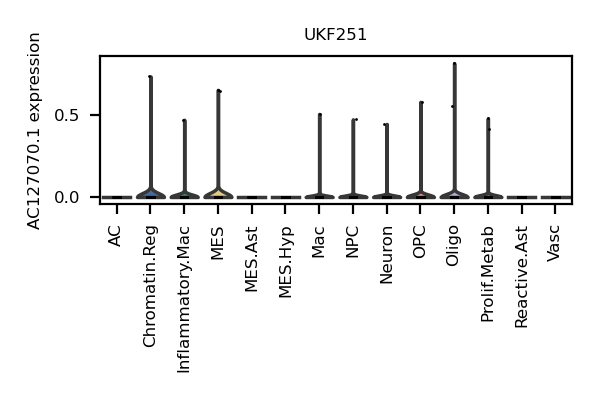 UKF251
AC127070.1 expression
0.5
0.0
AC
Chromatin.Reg
Inflammatory.Mac
MES
MES.Ast
MES.Hyp
Mac
NPC
Neuron
OPC
Oligo
Prolif.Metab
Reactive.Ast
Vasc